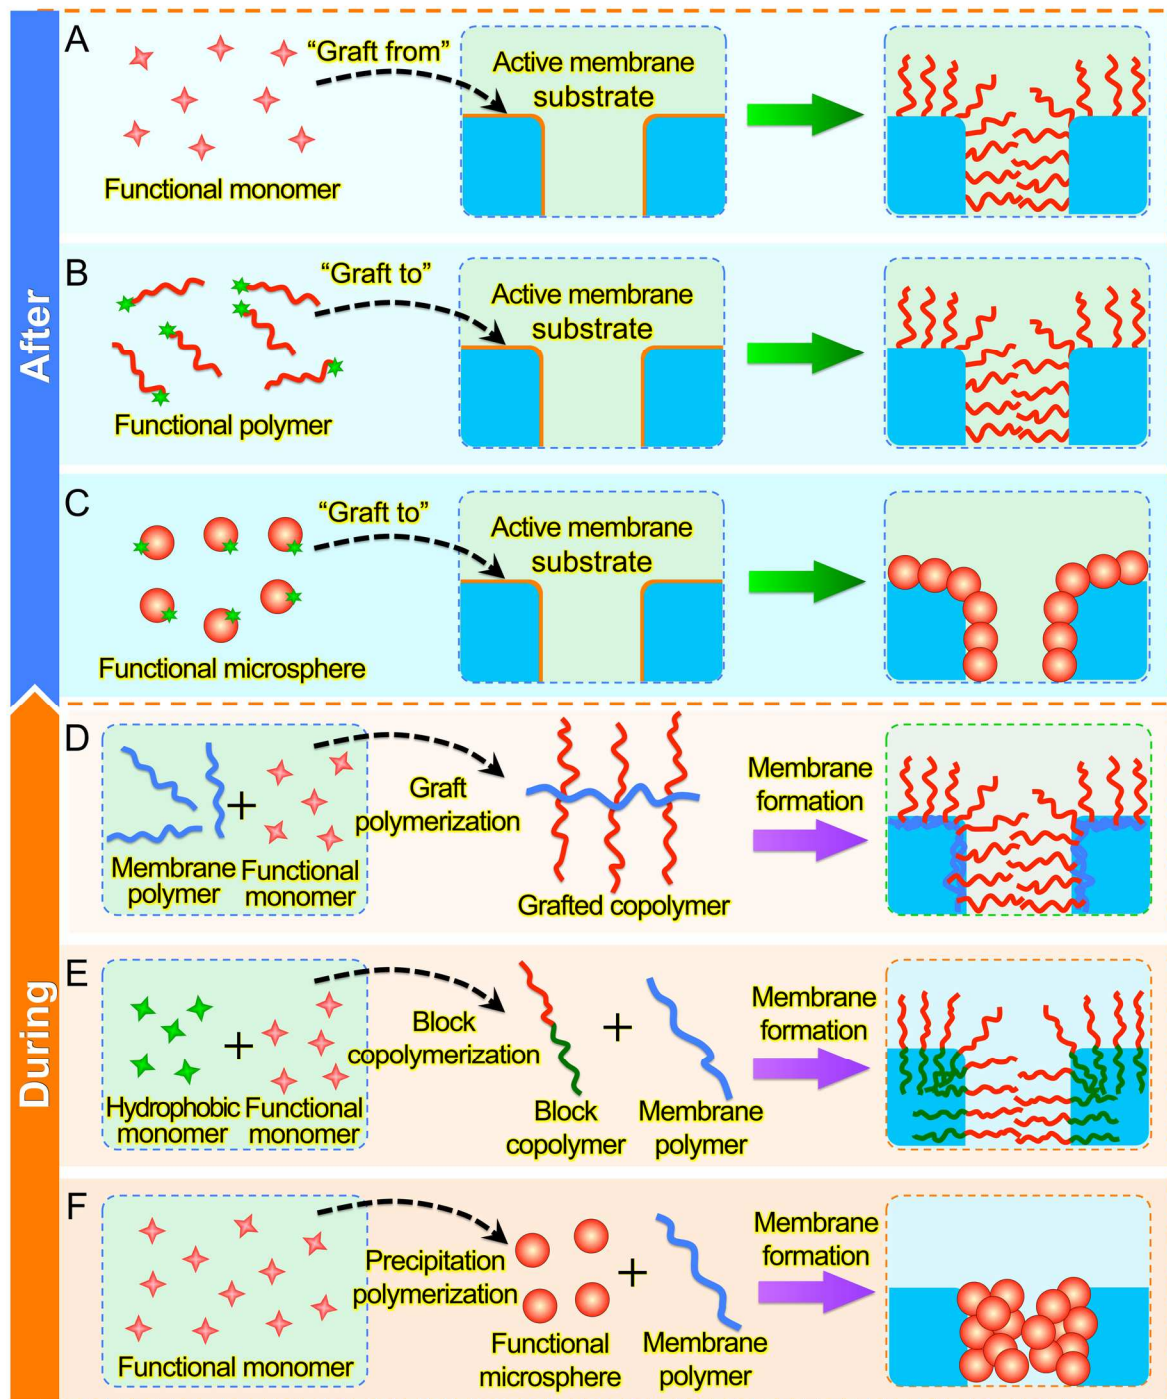 After
A
“Graft from”
Active membrane
substrate
Functional monomer
B
“Graft to”
Active membrane
substrate
Functional polymer
C
“Graft to”
Active membrane
substrate
Functional microsphere
During
D
+
Membrane
polymer
Functional
monomer
Graft
polymerization
Grafted copolymer
Membrane
formation
E
+
Hydrophobic
monomer
Functional
monomer
Block
copolymerization
+
Block
copolymer
Membrane
polymer
Membrane
formation
F
Functional monomer
Precipitation
polymerization
+
Functional
microsphere
Membrane
polymer
Membrane
formation